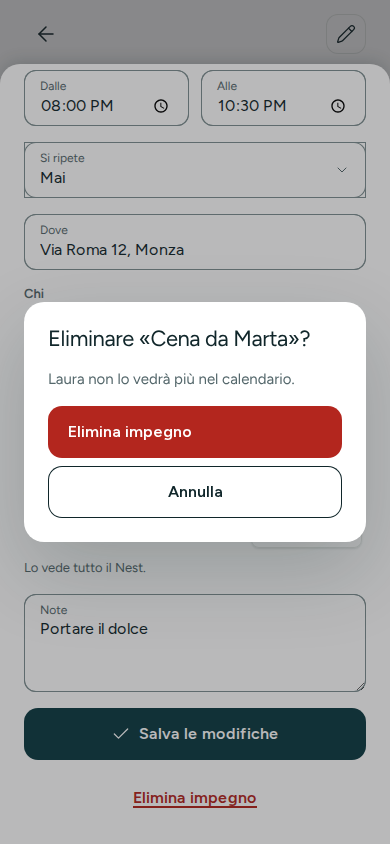 Dalle
08:00 PM
Alle
10:30 PM
Si ripete
Mai
Dove
Via Roma 12, Monza
Chi
Eliminare «Cena da Marta»?
Laura non lo vedrà più nel calendario.
Elimina impegno
Annulla
Lo vede tutto il Nest.
Note
Portare il dolce
Salva le modifiche
Elimina impegno